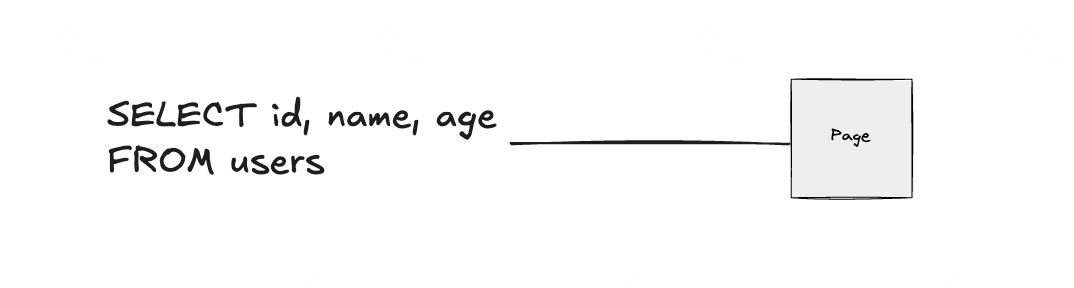 SELECT id, name, age
FROM users
Page